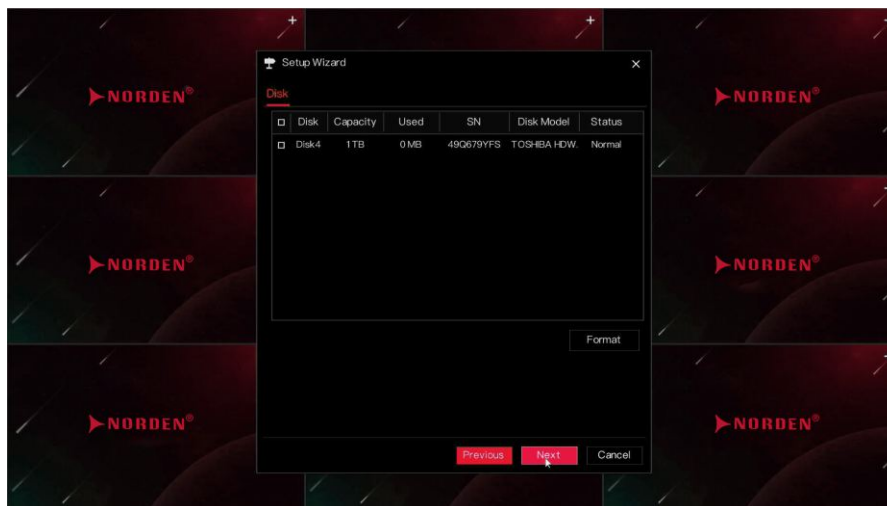 Setup Wizard
Disk
Disk Capacity Used SN Disk Model Status
Disk4 1TB 0 MB 49Q679YFS TOSHIBA HDW. Normal
Format
Previous Next Cancel
NORDEN®
NORDEN®
NORDEN®
NORDEN®
NORDEN®
NORDEN®